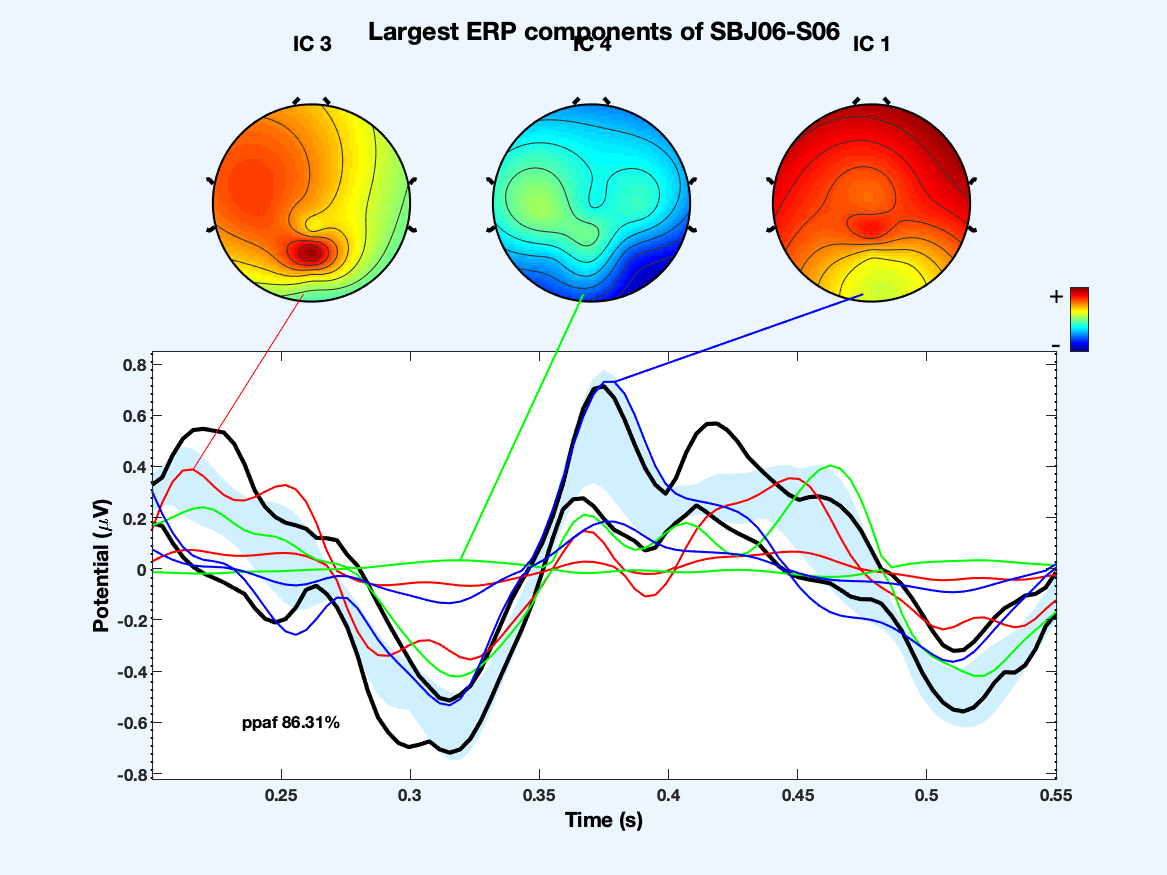 Largest ERP components of SBJ06-S06
IC 3
IC 4
IC 1
+
-
0.8
0.6
0.4
0.2
0
-0.2
-0.4
-0.6
-0.8
Potential (μV)
ppaf 86.31%
0.25
0.3
0.35
0.4
0.45
0.5
0.55
Time (s)